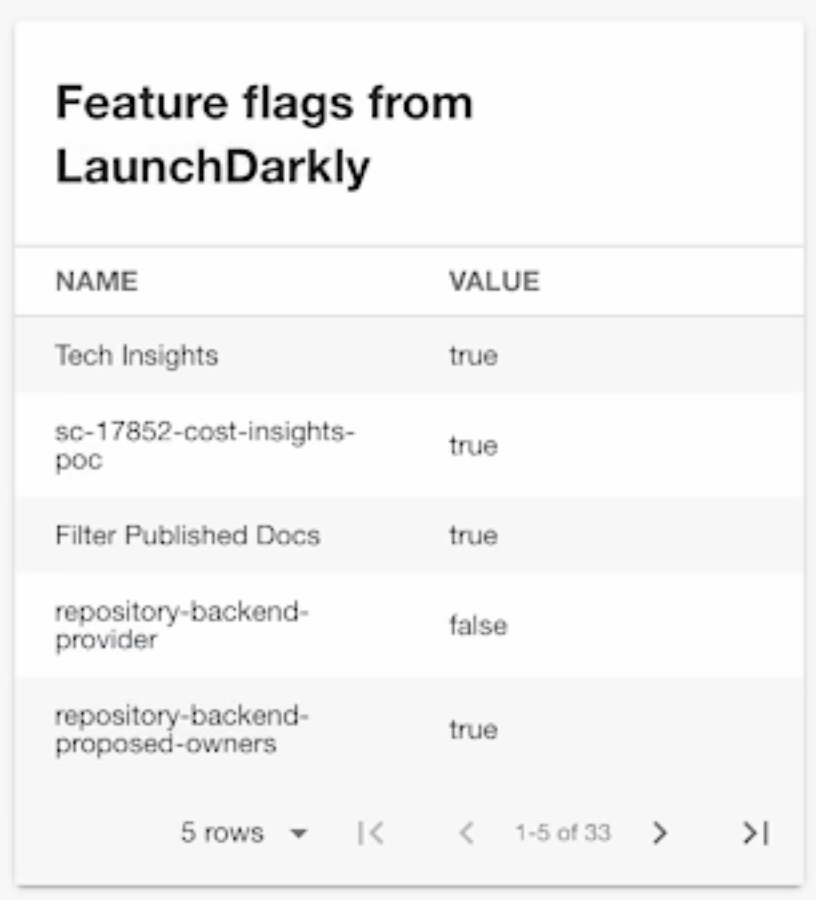 Feature flags from
LaunchDarkly
NAME VALUE
Tech Insights true
sc-17852-cost-insights-
poc true
Filter Published Docs true
repository-backend-
provider false
repository-backend-
proposed-owners true
5 rows 1-5 of 33